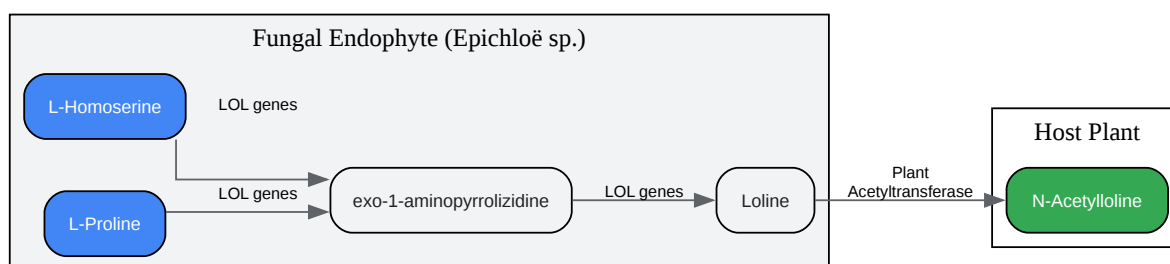 Fungal Endophyte (Epichloë sp.)
L-Homoserine
LOL genes
Host Plant
LOL genes
L-Proline
exo-1-aminopyrrolizidine
LOL genes
Loline
Plant
Acetyltransferase
N-Acetylloline